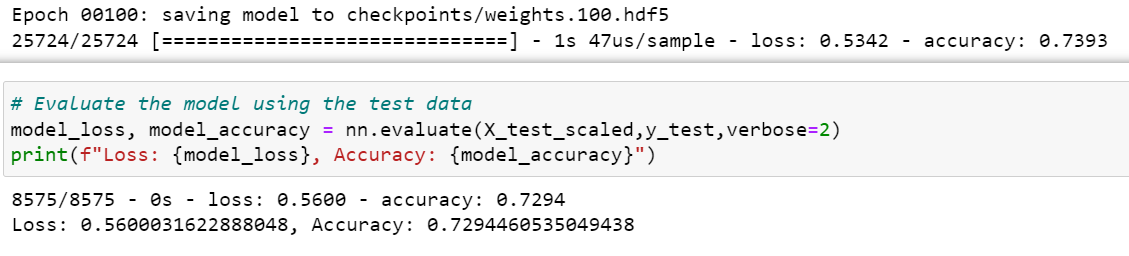 Epoch 00100: saving model to checkpoints/weights.100.hdf5
25724/25724 [==============================] - 1s 47us/sample - loss: 0.5342 - accuracy: 0.7393
# Evaluate the model using the test data
model_loss, model_accuracy = nn.evaluate(X_test_scaled,y_test,verbose=2)
print(f"Loss: {model_loss}, Accuracy: {model_accuracy}")
8575/8575 - 0s - loss: 0.5600 - accuracy: 0.7294
Loss: 0.5600031622888048, Accuracy: 0.7294460535049438